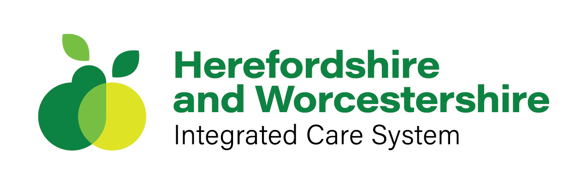 Herefordshire
and Worcestershire
Integrated Care System